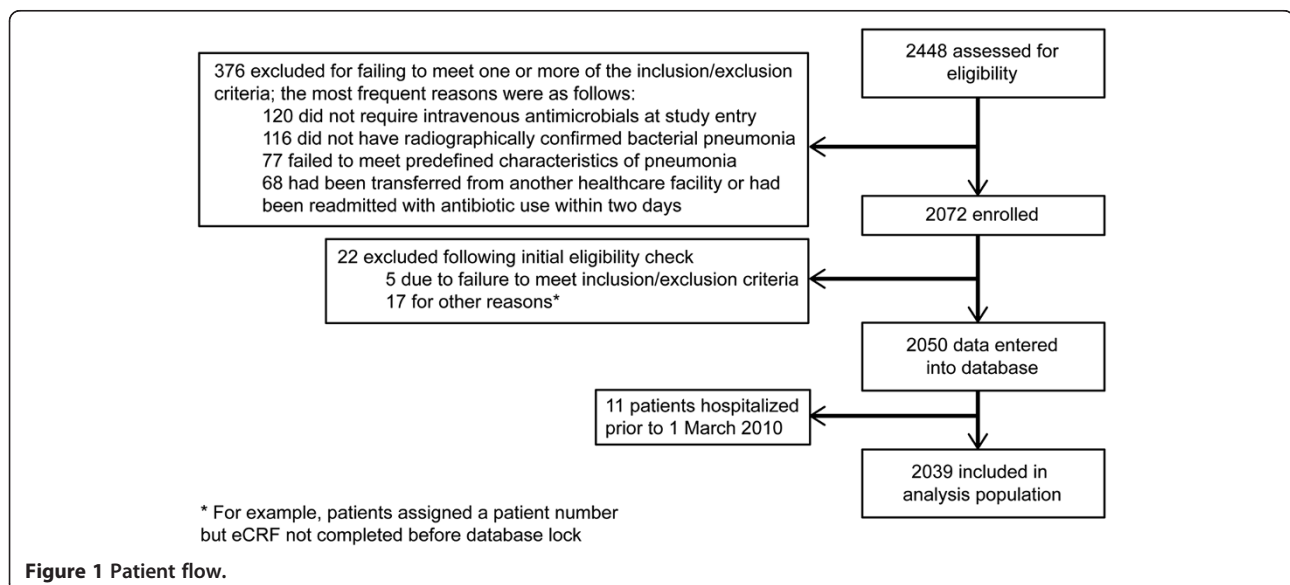 2448 assessed for
eligibility
376 excluded for failing to meet one or more of the inclusion/exclusion
criteria; the most frequent reasons were as follows:
120 did not require intravenous antimicrobials at study entry
116 did not have radiographically confirmed bacterial pneumonia
77 failed to meet predefined characteristics of pneumonia
68 had been transferred from another healthcare facility or had
been readmitted with antibiotic use within two days
2072 enrolled
22 excluded following initial eligibility check
5 due to failure to meet inclusion/exclusion criteria
17 for other reasons*
2050 data entered
into database
11 patients hospitalized
prior to 1 March 2010
2039 included in
analysis population
* For example, patients assigned a patient number
but eCRF not completed before database lock
Figure 1 Patient flow.